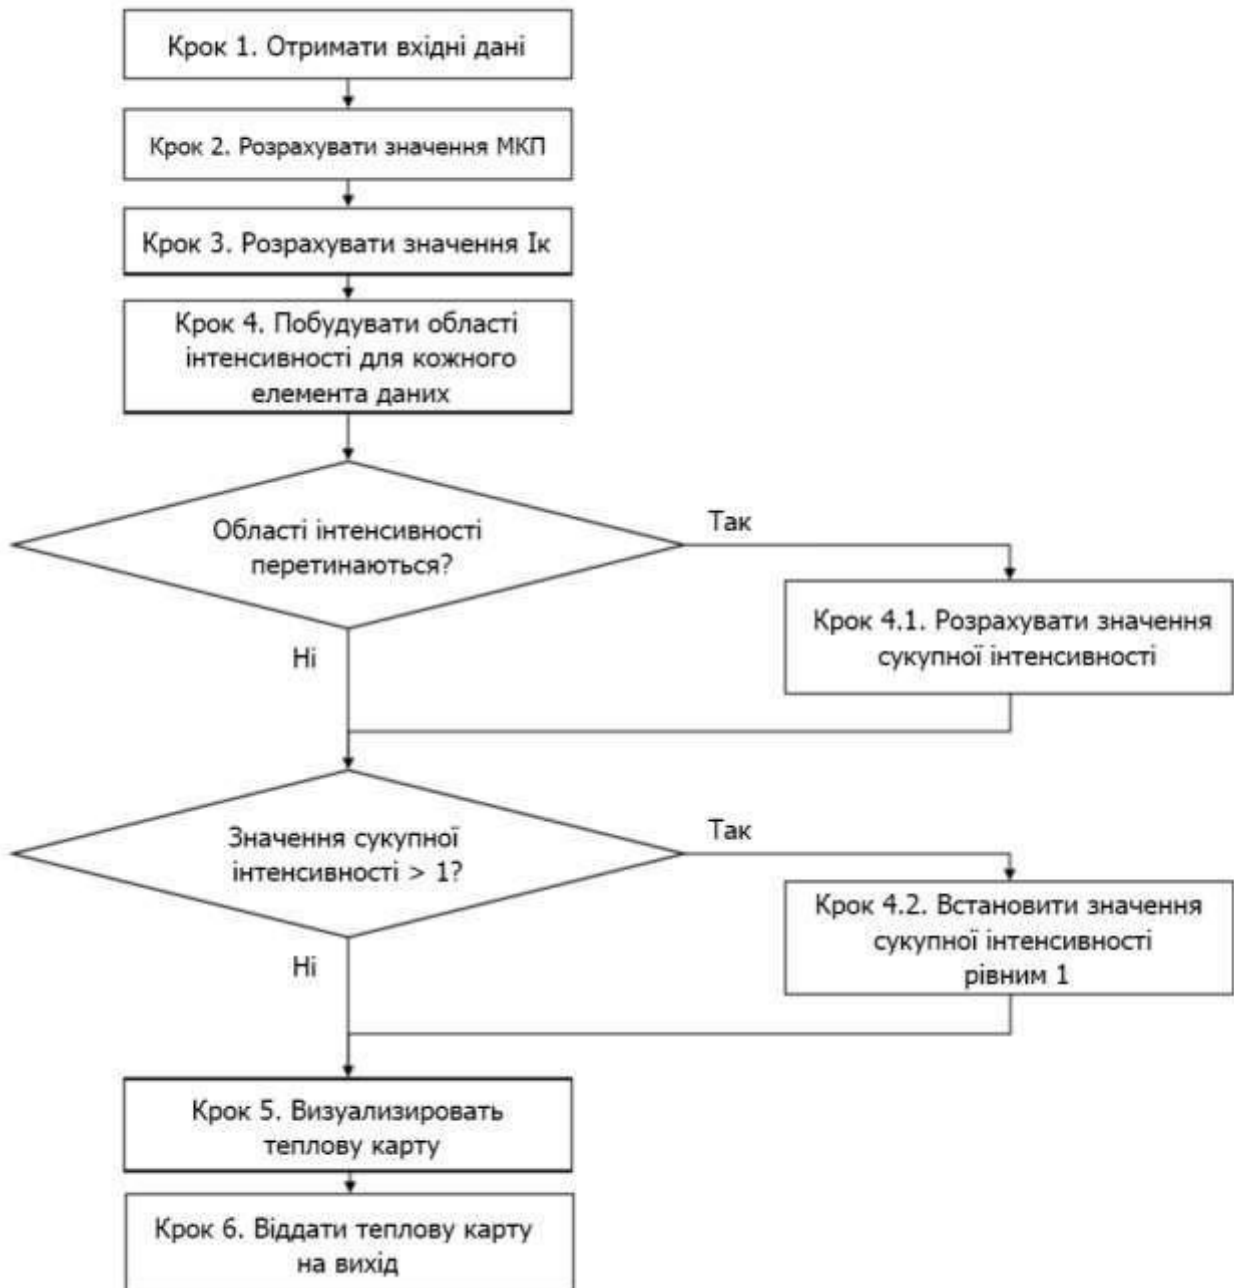 Крок 1. Отримати вхідні дані
Крок 2. Розрахувати значення МКП
Крок 3. Розрахувати значення Ік
Крок 4. Побудувати області
інтенсивності для кожного
елемента даних
Області інтенсивності
перетинаються?
Так
Крок 4.1. Розрахувати значення
сукупної інтенсивності
Ні
Значення сукупної
інтенсивності > 1?
Так
Крок 4.2. Встановити значення
сукупної інтенсивності
рівним 1
Ні
Крок 5. Визуализировать
теплову карту
Крок 6. Віддати теплову карту
на вихід